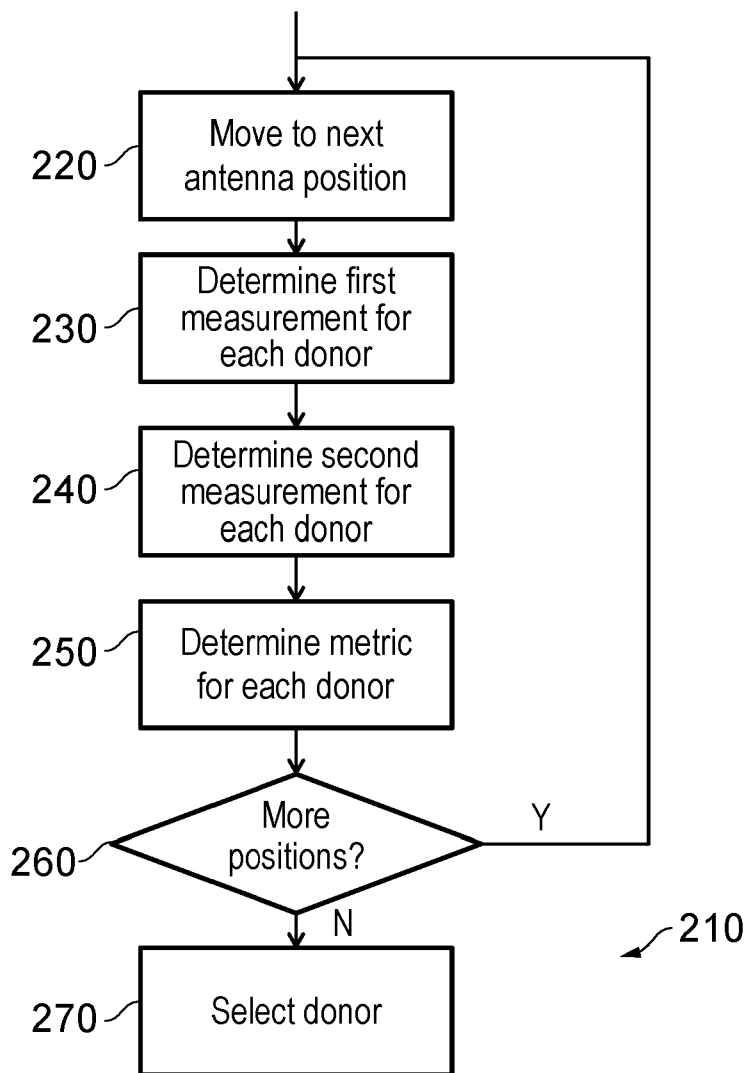 220
Move to next
antenna position
230
Determine first
measurement for
each donor
240
Determine second
measurement for
each donor
250
Determine metric
for each donor
260
More
positions?
Y
N
210
270
Select donor